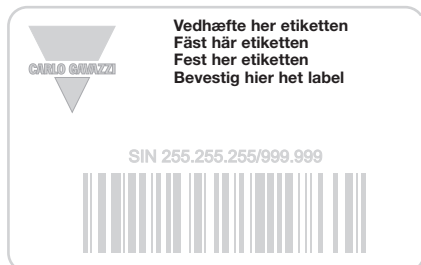 Vedhæfte her etiketten
Fäst här etiketten
Fest her etiketten
Bevestig hier het label
CARLO GAVAZZI
SIN 255.255.255/999.999